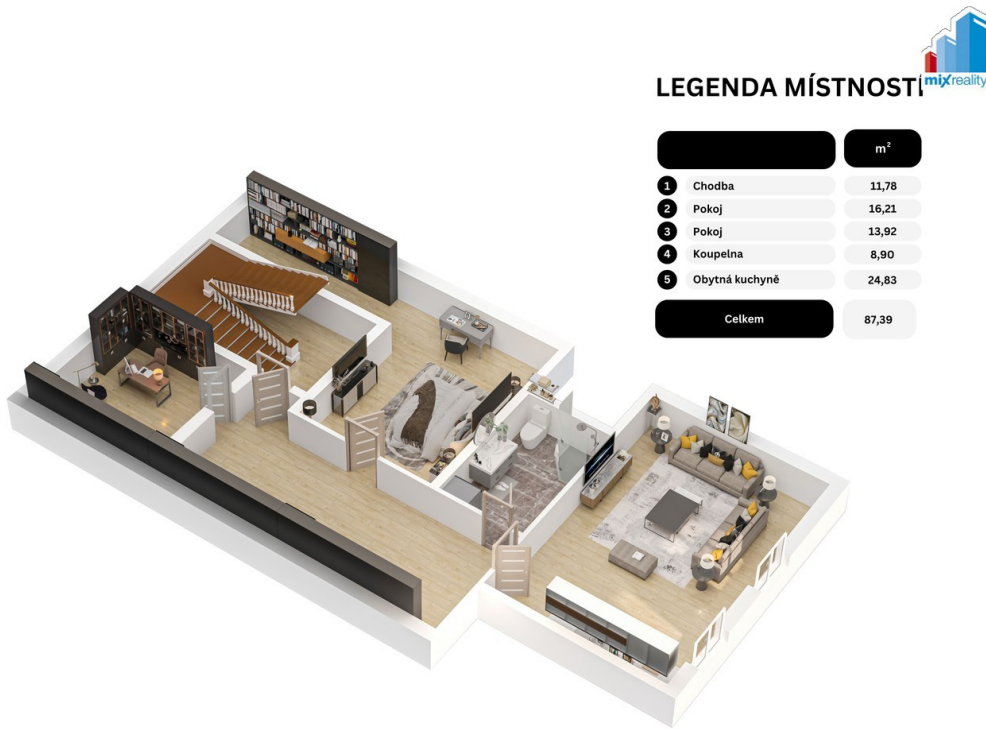 mixreality
LEGENDA MÍSTNOSTÍ
m²
1 Chodba 11,78
2 Pokoj 16,21
3 Pokoj 13,92
4 Koupelna 8,90
5 Obytná kuchyně 24,83
Celkem 87,39